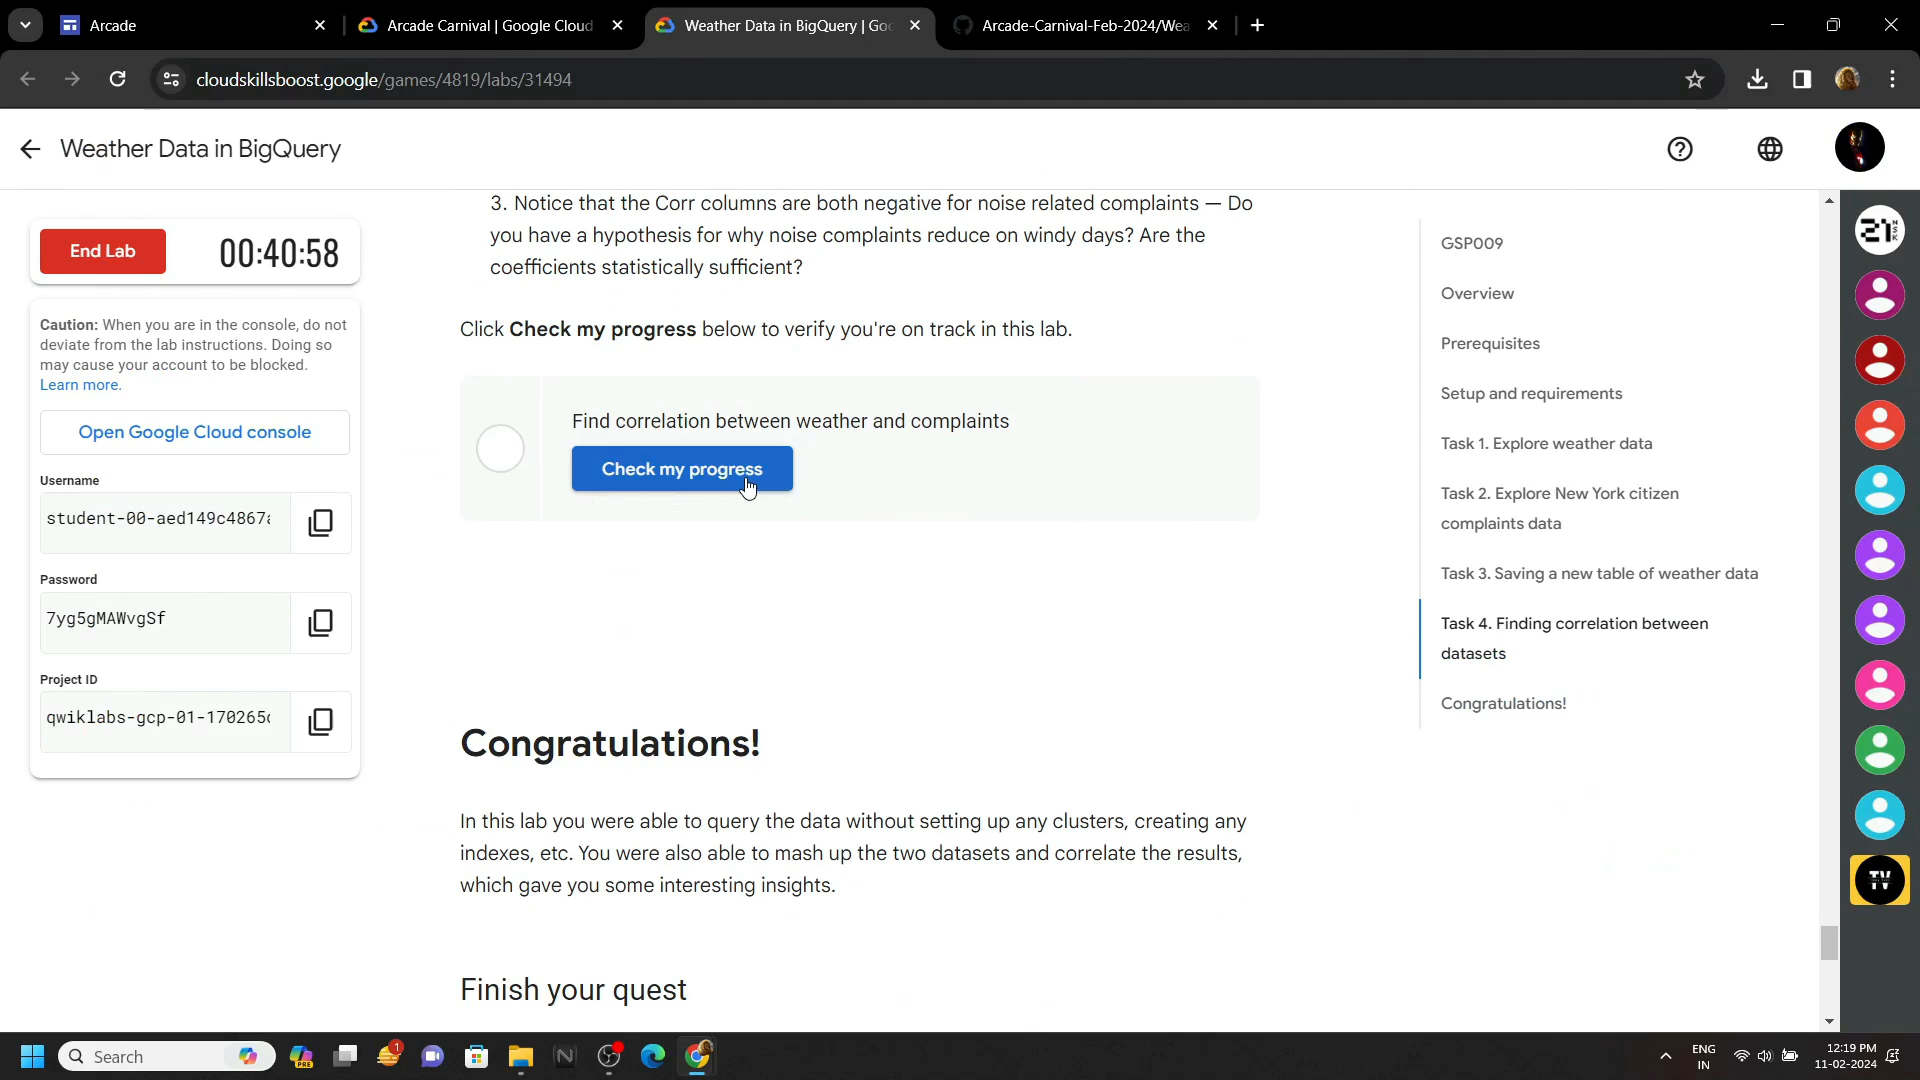 Arcade
Arcade Carnival | Google Cloud
Weather Data in BigQuery | Goo
Arcade-Carnival-Feb-2024/Wea
cloudskillsboost.google/games/4819/labs/31494
Weather Data in BigQuery
End Lab
00:40:58
Caution: When you are in the console, do not
deviate from the lab instructions. Doing so
may cause your account to be blocked.
Learn more.
Open Google Cloud console
Username
student-00-aed149c4867a
Password
7yg5gMAWvgSf
Project ID
qwiklabs-gcp-01-170265
3. Notice that the Corr columns are both negative for noise related complaints — Do
you have a hypothesis for why noise complaints reduce on windy days? Are the
coefficients statistically sufficient?
Click Check my progress below to verify you're on track in this lab.
Find correlation between weather and complaints
Check my progress
Congratulations!
In this lab you were able to query the data without setting up any clusters, creating any
indexes, etc. You were also able to mash up the two datasets and correlate the results,
which gave you some interesting insights.
Finish your quest
GSP009
Overview
Prerequisites
Setup and requirements
Task 1. Explore weather data
Task 2. Explore New York citizen
complaints data
Task 3. Saving a new table of weather data
Task 4. Finding correlation between
datasets
Congratulations!
21
NSK
TV
Search
PRE
1
ENG
IN
12:19 PM
11-02-2024